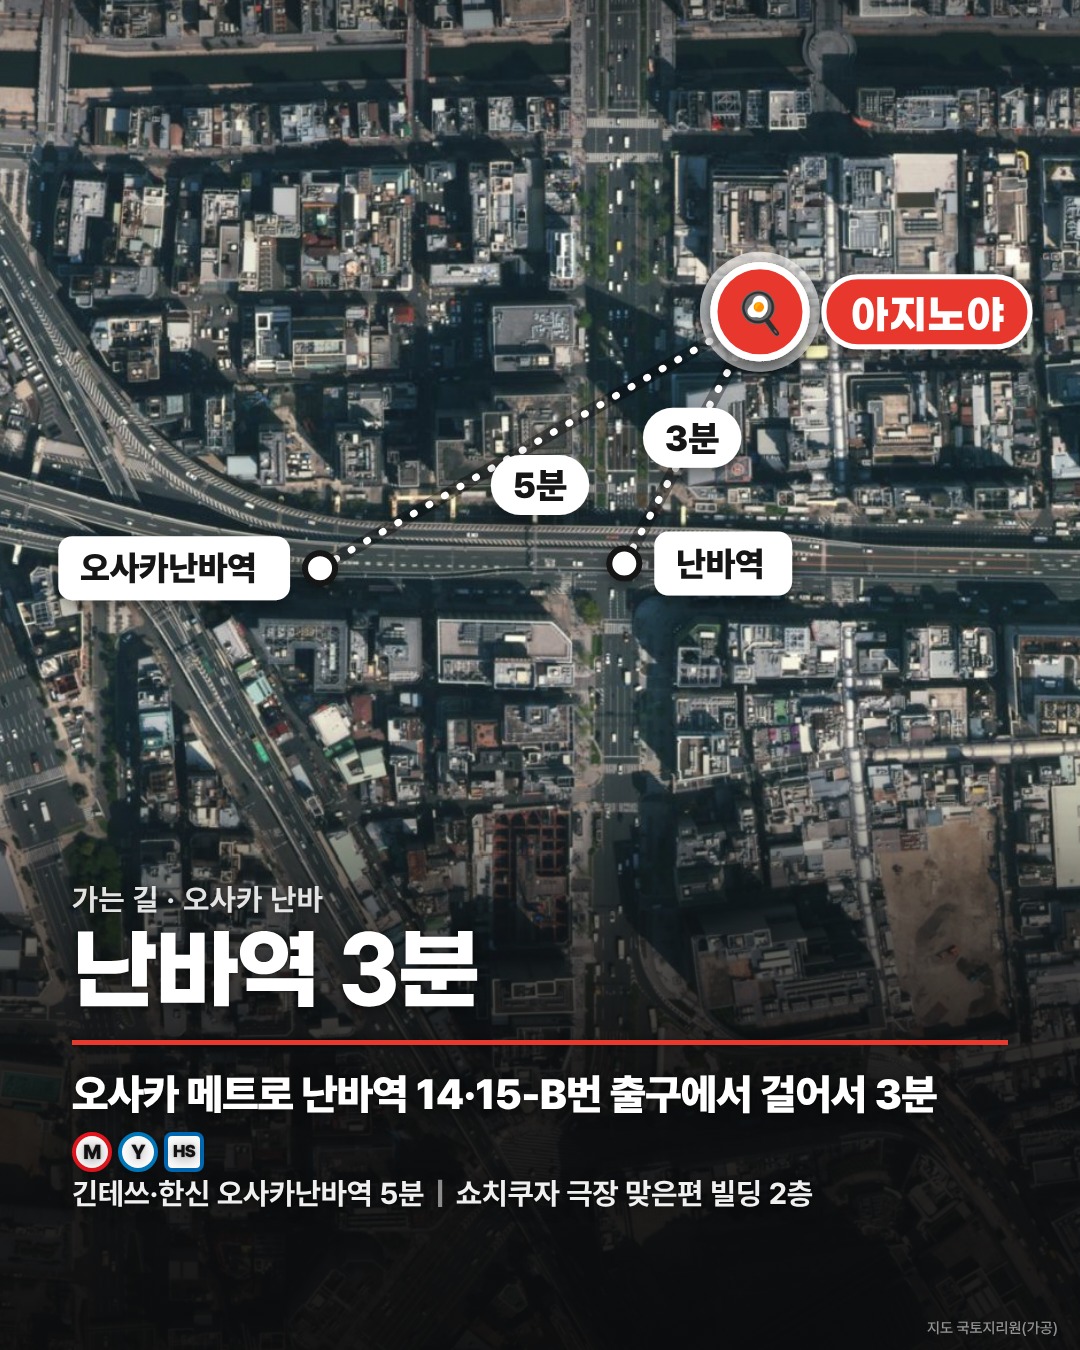 아지노야
3분
5분
오사카난바역
난바역
가는 길 · 오사카 난바
난바역 3분
오사카 메트로 난바역 14·15-B번 출구에서 걸어서 3분
M Y HS
긴테쓰·한신 오사카난바역 5분 | 쇼치쿠자 극장 맞은편 빌딩 2층
지도 국토지리원(가공)